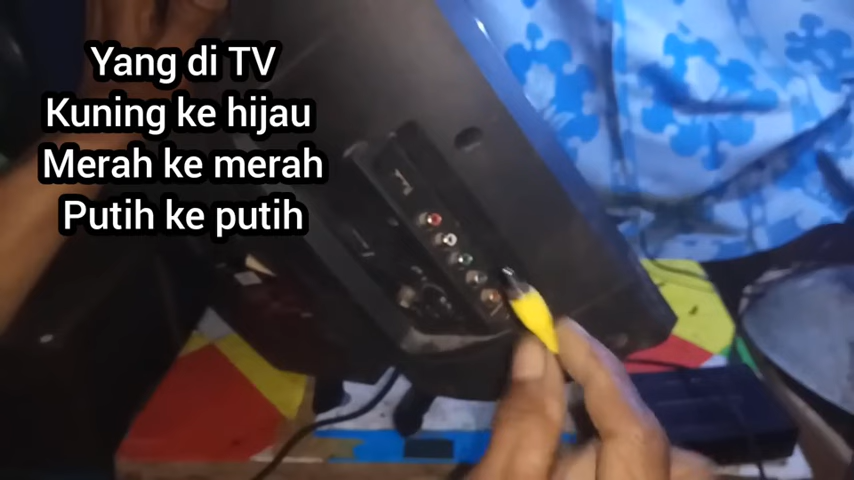 Yang di TV
Kuning ke hijau
Merah ke merah
Putih ke putih